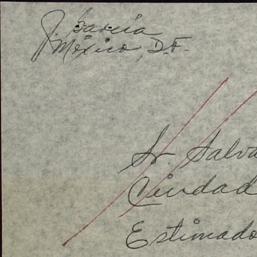 J. García
México, D.F.
Sr. Salva
Ciudad
Estimado